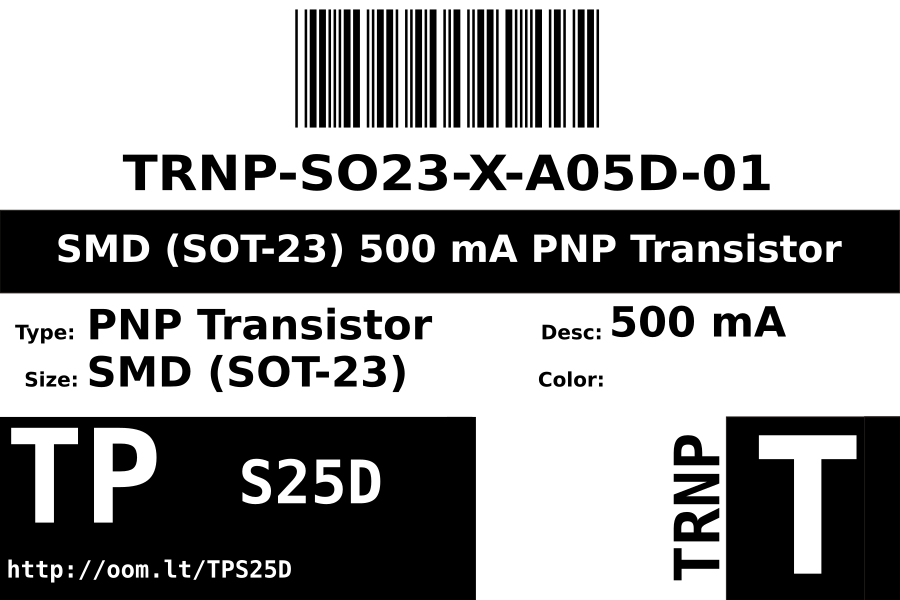 TRNP-SO23-X-A05D-01
SMD (SOT-23) 500 mA PNP Transistor
Type: PNP Transistor
Desc: 500 mA
Size: SMD (SOT-23)
Color:
TP
S25D
http://oom.lt/TPS25D
TRNP
T